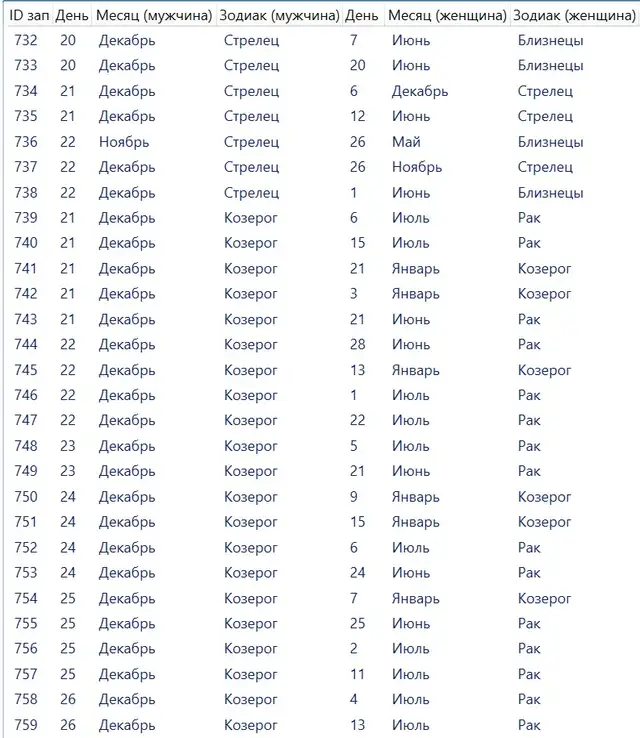 ID зап День Месяц (мужчина) Зодиак (мужчина) День Месяц (женщина) Зодиак (женщина)
732 20 Декабрь Стрелец 7 Июнь Близнецы
733 20 Декабрь Стрелец 20 Июнь Близнецы
734 21 Декабрь Стрелец 6 Декабрь Стрелец
735 21 Декабрь Стрелец 12 Июнь Стрелец
736 22 Ноябрь Стрелец 26 Май Близнецы
737 22 Декабрь Стрелец 26 Ноябрь Стрелец
738 22 Декабрь Стрелец 1 Июнь Близнецы
739 21 Декабрь Козерог 6 Июль Рак
740 21 Декабрь Козерог 15 Июль Рак
741 21 Декабрь Козерог 21 Январь Козерог
742 21 Декабрь Козерог 3 Январь Козерог
743 21 Декабрь Козерог 21 Июнь Рак
744 22 Декабрь Козерог 28 Июнь Рак
745 22 Декабрь Козерог 13 Январь Козерог
746 22 Декабрь Козерог 1 Июль Рак
747 22 Декабрь Козерог 22 Июль Рак
748 23 Декабрь Козерог 5 Июль Рак
749 23 Декабрь Козерог 21 Июнь Рак
750 24 Декабрь Козерог 9 Январь Козерог
751 24 Декабрь Козерог 15 Январь Козерог
752 24 Декабрь Козерог 6 Июль Рак
753 24 Декабрь Козерог 24 Июнь Рак
754 25 Декабрь Козерог 7 Январь Козерог
755 25 Декабрь Козерог 25 Июнь Рак
756 25 Декабрь Козерог 2 Июль Рак
757 25 Декабрь Козерог 11 Июль Рак
758 26 Декабрь Козерог 4 Июль Рак
759 26 Декабрь Козерог 13 Июль Рак